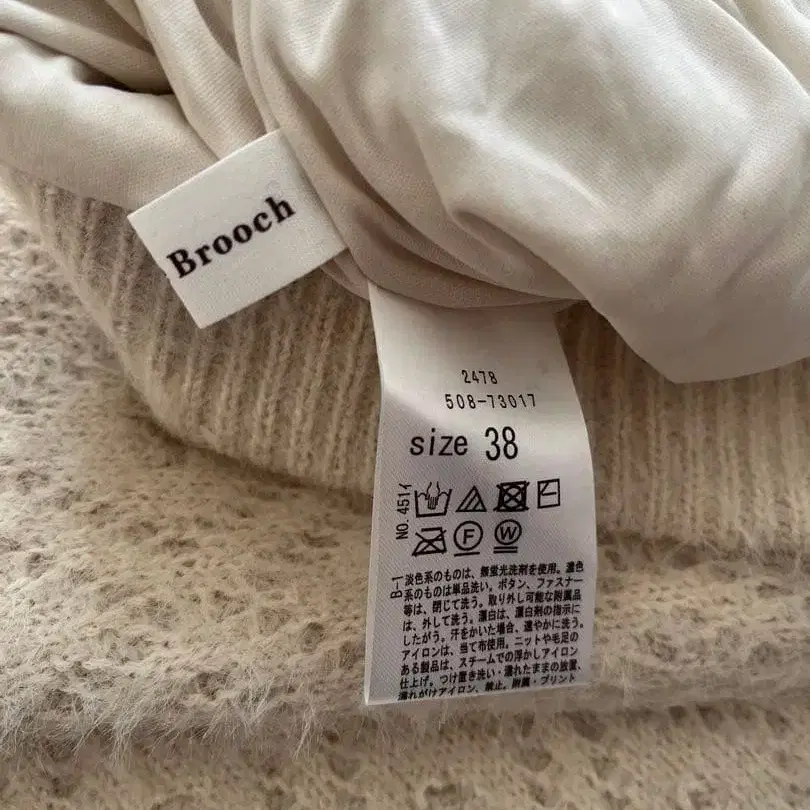 Brooch
2478
508-73017
size 38
NO. 451イ
F W
B-1
淡色系のものは、無蛍光洗剤を使用。濃色
系のものは単品洗い。ボタン、ファスナー
等は、閉じて洗う。取り外し可能な附属品
は、外して洗う。漂白は、漂白剤の指示に
したがう。汗をかいた場合、速やかに洗う。
アイロンは、当て布使用。ニットや毛足の
ある製品は、スチームでの浮かしアイロン
仕上げ。つけ置き洗い・濡れたままの放置、
濡れがけアイロン、禁止。附属・プリント